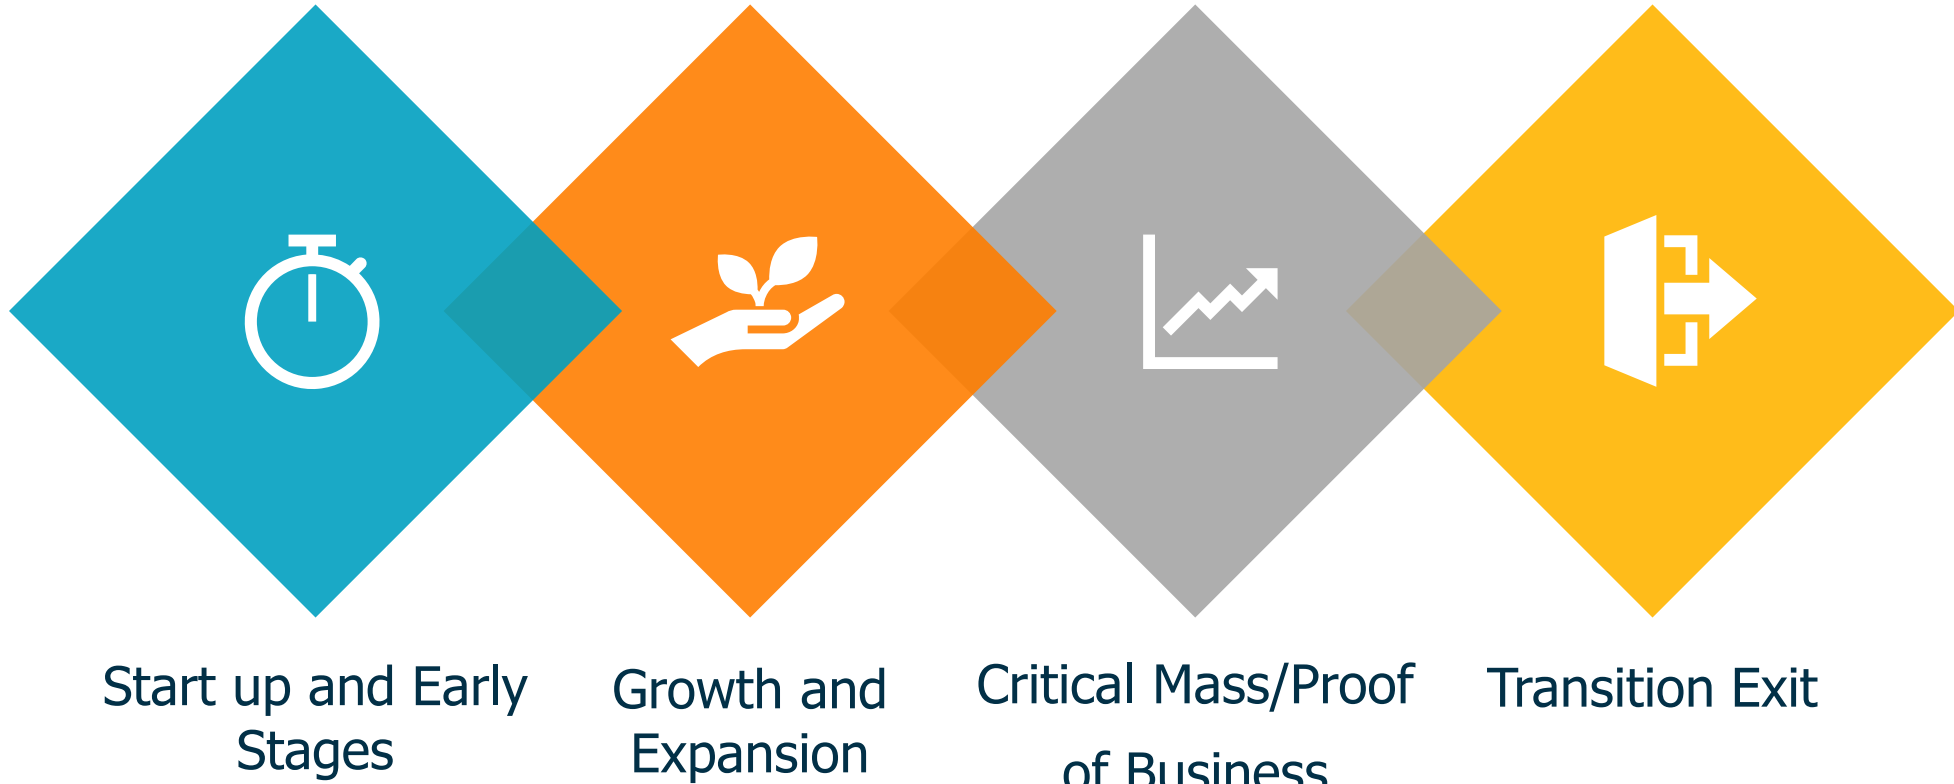 Start up and Early
Stages
Growth and
Expansion
Critical Mass/Proof
of Business
Transition Exit